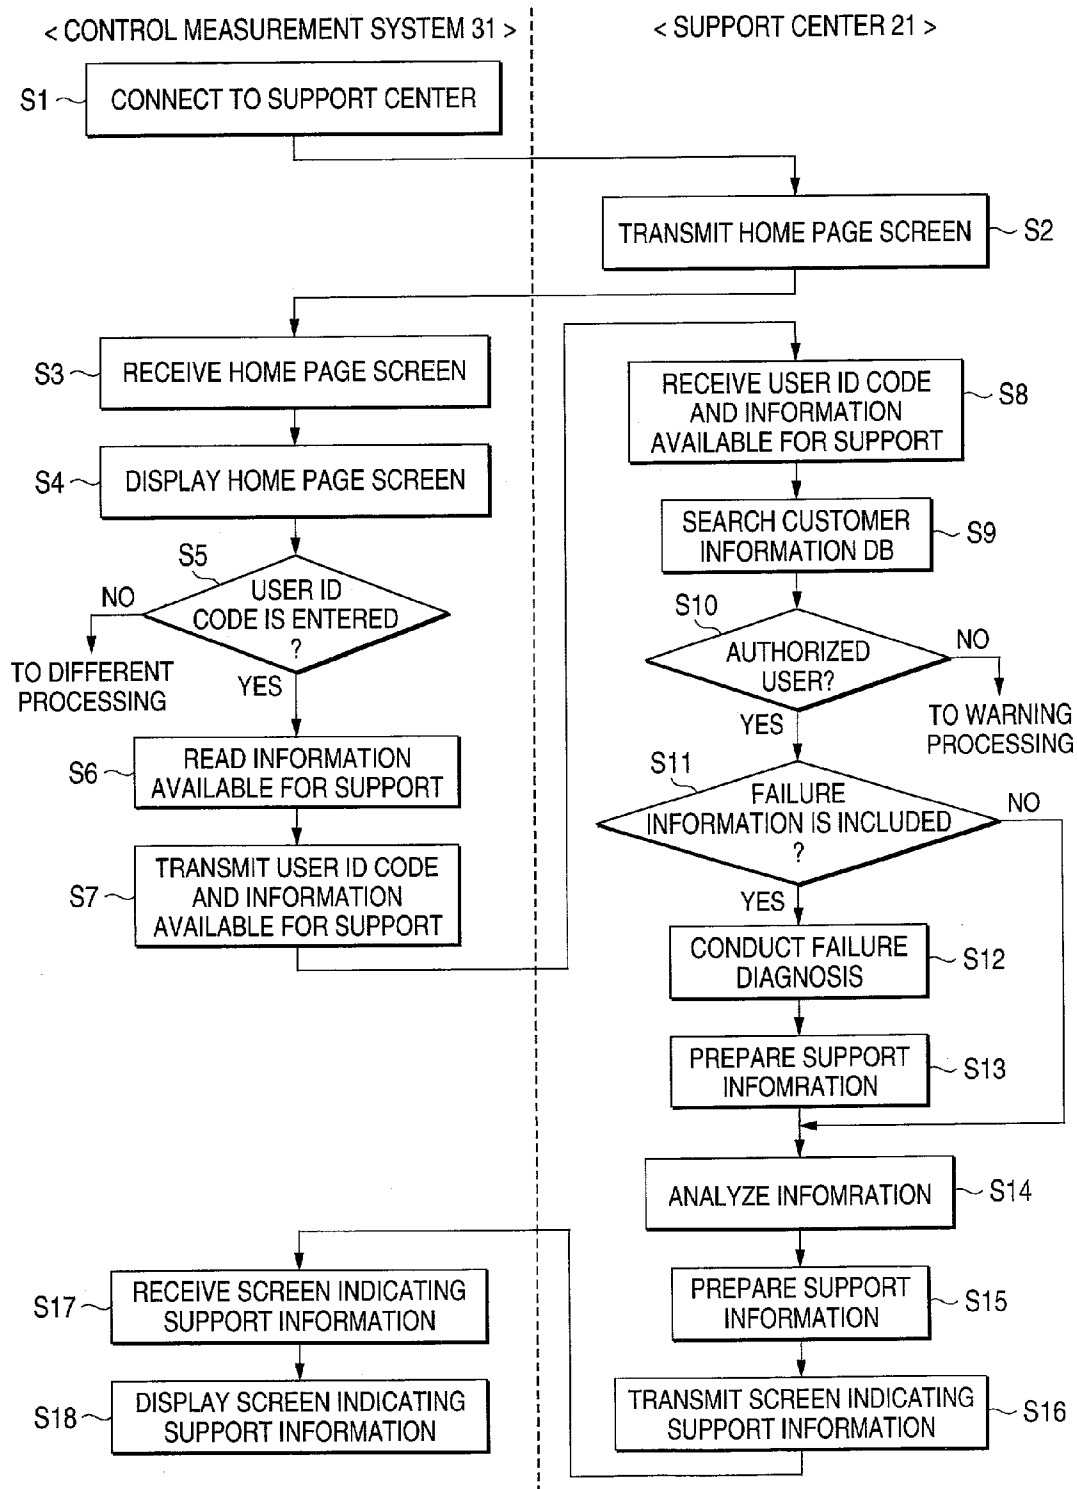 < CONTROL MEASUREMENT SYSTEM 31 >
< SUPPORT CENTER 21 >
S1
CONNECT TO SUPPORT CENTER
TRANSMIT HOME PAGE SCREEN
S2
S3
RECEIVE HOME PAGE SCREEN
S4
DISPLAY HOME PAGE SCREEN
S5
USER ID
CODE IS ENTERED
?
NO
TO DIFFERENT
PROCESSING
YES
S6
READ INFORMATION
AVAILABLE FOR SUPPORT
S7
TRANSMIT USER ID CODE
AND INFORMATION
AVAILABLE FOR SUPPORT
RECEIVE USER ID CODE
AND INFORMATION
AVAILABLE FOR SUPPORT
S8
SEARCH CUSTOMER
INFORMATION DB
S9
S10
AUTHORIZED
USER?
NO
TO WARNING
PROCESSING
YES
S11
FAILURE
INFORMATION IS INCLUDED
?
NO
YES
CONDUCT FAILURE
DIAGNOSIS
S12
PREPARE SUPPORT
INFOMRATION
S13
ANALYZE INFOMRATION
S14
PREPARE SUPPORT
INFORMATION
S15
TRANSMIT SCREEN INDICATING
SUPPORT INFORMATION
S16
S17
RECEIVE SCREEN INDICATING
SUPPORT INFORMATION
S18
DISPLAY SCREEN INDICATING
SUPPORT INFORMATION